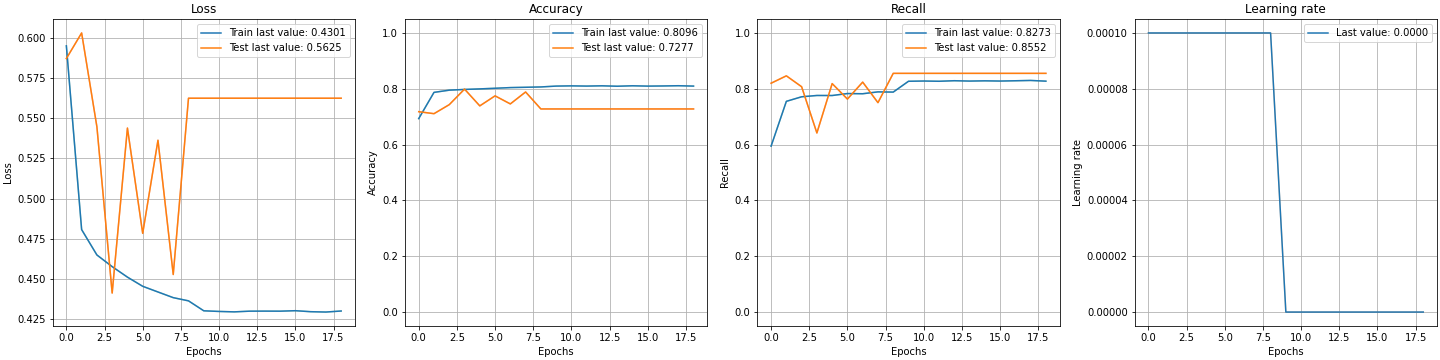 Loss
Train last value: 0.4301
Test last value: 0.5625
0.600
0.575
0.550
0.525
0.500
0.475
0.450
0.425
Loss
0.0 2.5 5.0 7.5 10.0 12.5 15.0 17.5
Epochs
Accuracy
Train last value: 0.8096
Test last value: 0.7277
1.0
0.8
0.6
0.4
0.2
0.0
Accuracy
0.0 2.5 5.0 7.5 10.0 12.5 15.0 17.5
Epochs
Recall
Train last value: 0.8273
Test last value: 0.8552
1.0
0.8
0.6
0.4
0.2
0.0
Recall
0.0 2.5 5.0 7.5 10.0 12.5 15.0 17.5
Epochs
Learning rate
Last value: 0.0000
0.00010
0.00008
0.00006
0.00004
0.00002
0.00000
Learning rate
0.0 2.5 5.0 7.5 10.0 12.5 15.0 17.5
Epochs